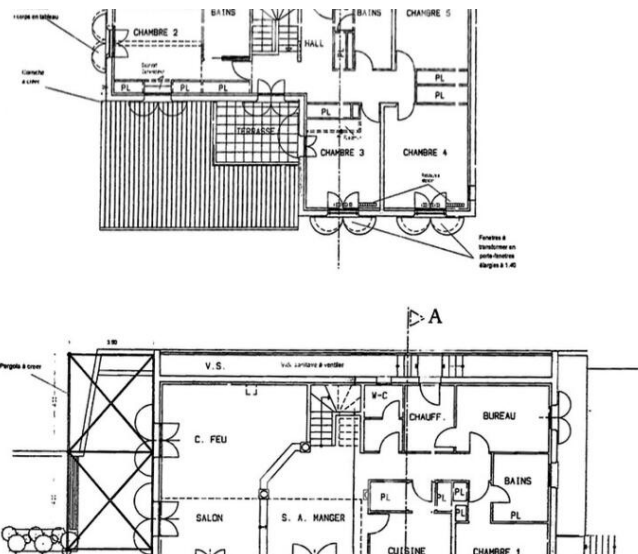 BAINS
BAINS
CHAMBRE 5
CHAMBRE 2
HALL
PL
PL
PL
PL
PL
PL
TERRASSE
CHAMBRE 3
CHAMBRE 4
Fenetres à
transformer en
porte-fenetres
élargies à 1.40
A
Pergola à creer
V.S.
Vide sanitaire à ventiler
W-C
CHAUFF.
BUREAU
C. FEU
BAINS
PL
PL
PL
PL
PL
SALON
S. A. MANGER
CUISINE
CHAMBRE 1